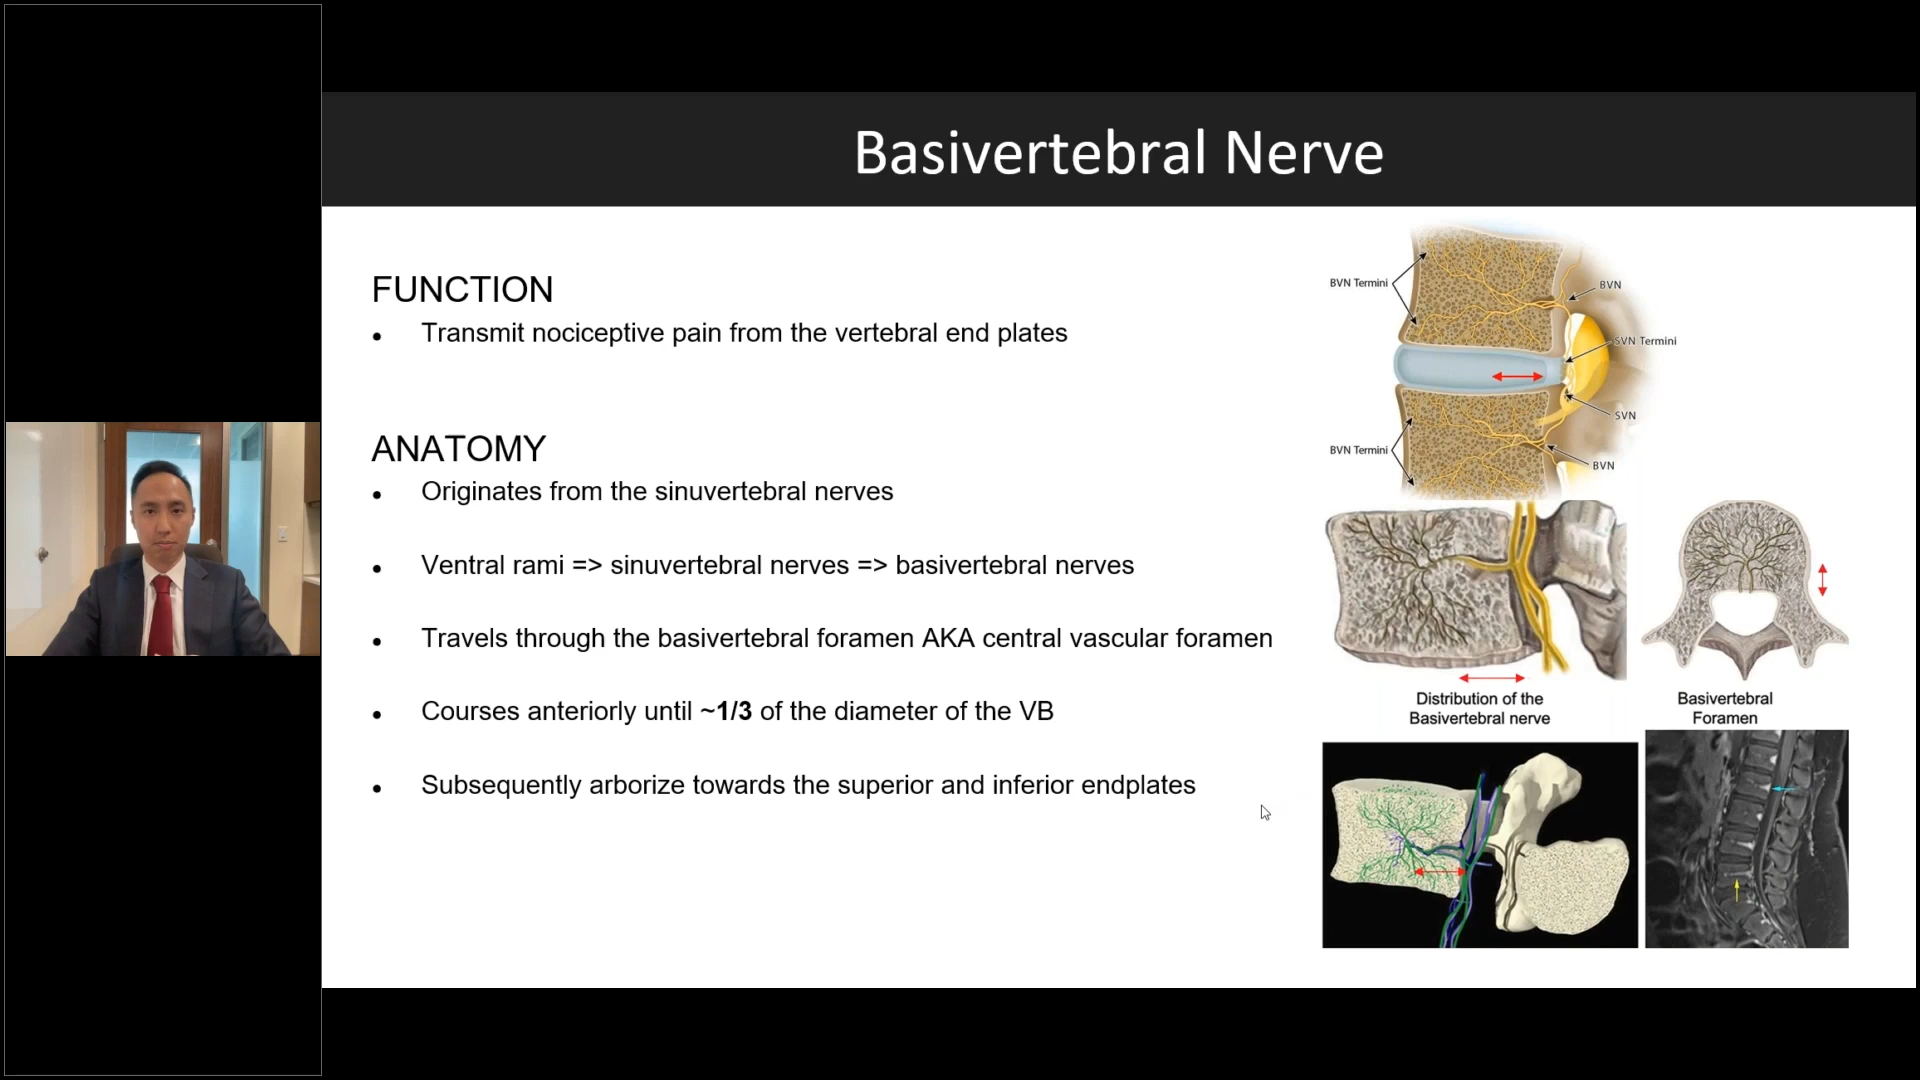 Basivertebral Nerve
FUNCTION
• Transmit nociceptive pain from the vertebral end plates
ANATOMY
• Originates from the sinuvertebral nerves
• Ventral rami => sinuvertebral nerves => basivertebral nerves
• Travels through the basivertebral foramen AKA central vascular foramen
• Courses anteriorly until ~1/3 of the diameter of the VB
• Subsequently arborize towards the superior and inferior endplates
BVN Termini
BVN
SVN Termini
SVN
BVN Termini
BVN
Distribution of the
Basivertebral nerve
Basivertebral
Foramen